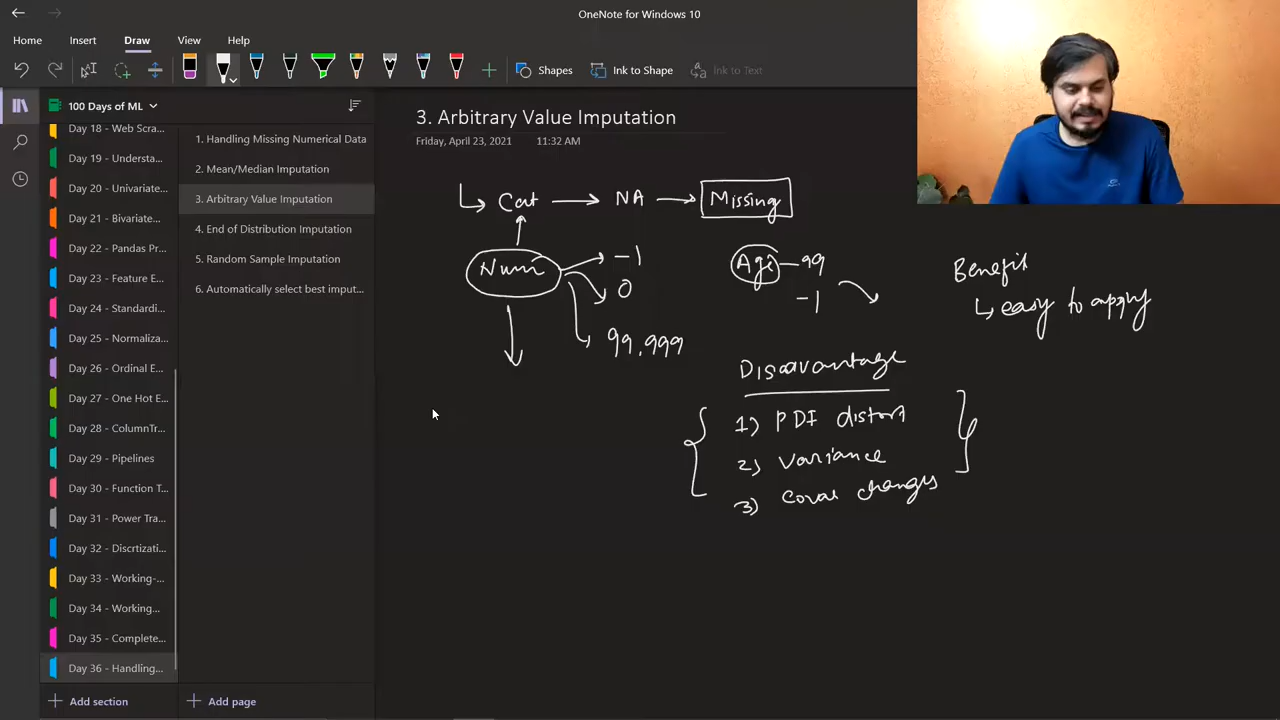 OneNote for Windows 10
Home Insert Draw View Help
Shapes Ink to Shape Ink to Text
100 Days of ML
Day 18 - Web Scra...
Day 19 - Understa...
Day 20 - Univariate...
Day 21 - Bivariate...
Day 22 - Pandas Pr...
Day 23 - Feature E...
Day 24 - Standardi...
Day 25 - Normaliza...
Day 26 - Ordinal E...
Day 27 - One Hot E...
Day 28 - ColumnTr...
Day 29 - Pipelines
Day 30 - Function T...
Day 31 - Power Tra...
Day 32 - Discrtizati...
Day 33 - Working-...
Day 34 - Working...
Day 35 - Complete...
Day 36 - Handling...
Add section
1. Handling Missing Numerical Data
2. Mean/Median Imputation
3. Arbitrary Value Imputation
4. End of Distribution Imputation
5. Random Sample Imputation
6. Automatically select best imput...
Add page
3. Arbitrary Value Imputation
Friday, April 23, 2021 11:32 AM
Cat NA Missing
Num -1
0
99.999
Age - 99
-1
Benefit
easy to apply
Disadvantage
1) PDF distort
2) variance
3) covar changes